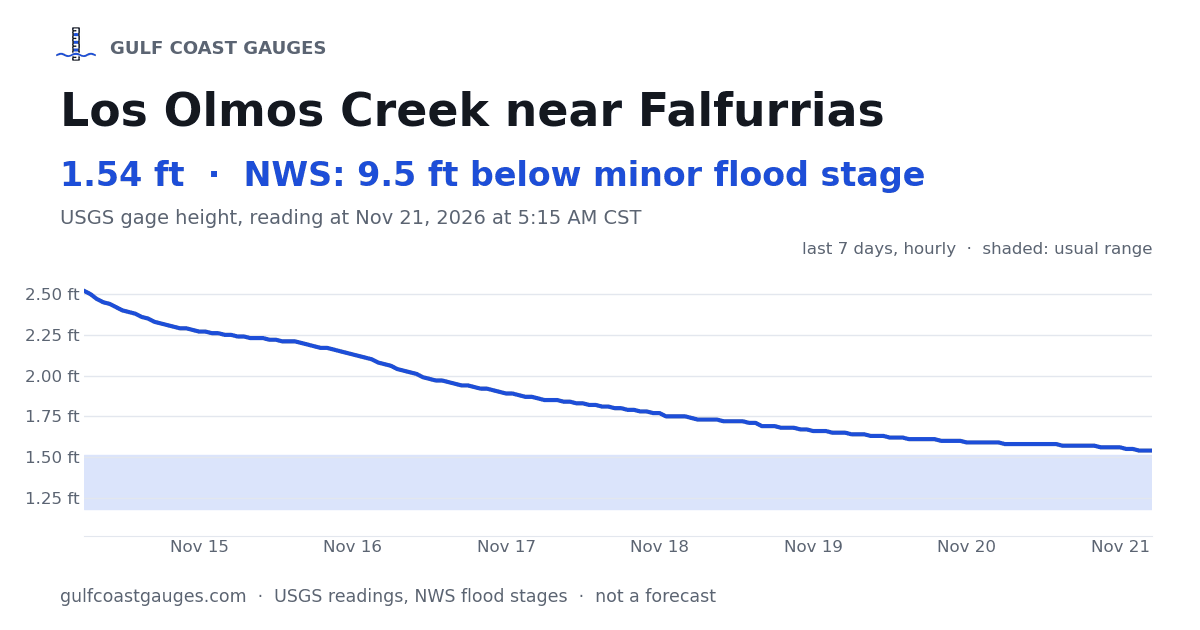 GULF COAST GAUGES
Los Olmos Creek near Falfurrias
1.54 ft · NWS: 9.5 ft below minor flood stage
USGS gage height, reading at Nov 21, 2026 at 5:15 AM CST
last 7 days, hourly · shaded: usual range
2.50 ft
2.25 ft
2.00 ft
1.75 ft
1.50 ft
1.25 ft
Nov 15 Nov 16 Nov 17 Nov 18 Nov 19 Nov 20 Nov 21
gulfcoastgauges.com · USGS readings, NWS flood stages · not a forecast